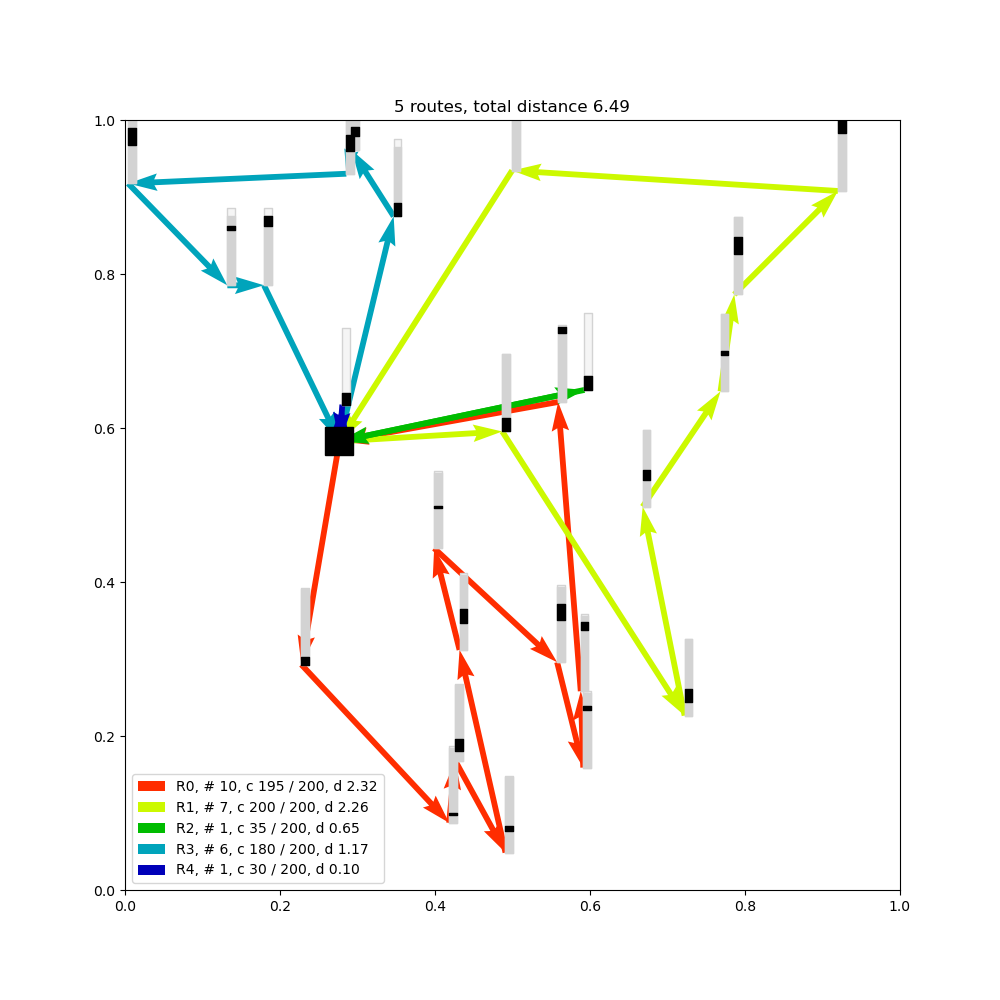 5 routes, total distance 6.49
1.0
0.8
0.6
0.4
0.2
0.0
R0, # 10, c 195 / 200, d 2.32
R1, # 7, c 200 / 200, d 2.26
R2, # 1, c 35 / 200, d 0.65
R3, # 6, c 180 / 200, d 1.17
R4, # 1, c 30 / 200, d 0.10
0.0 0.2 0.4 0.6 0.8 1.0